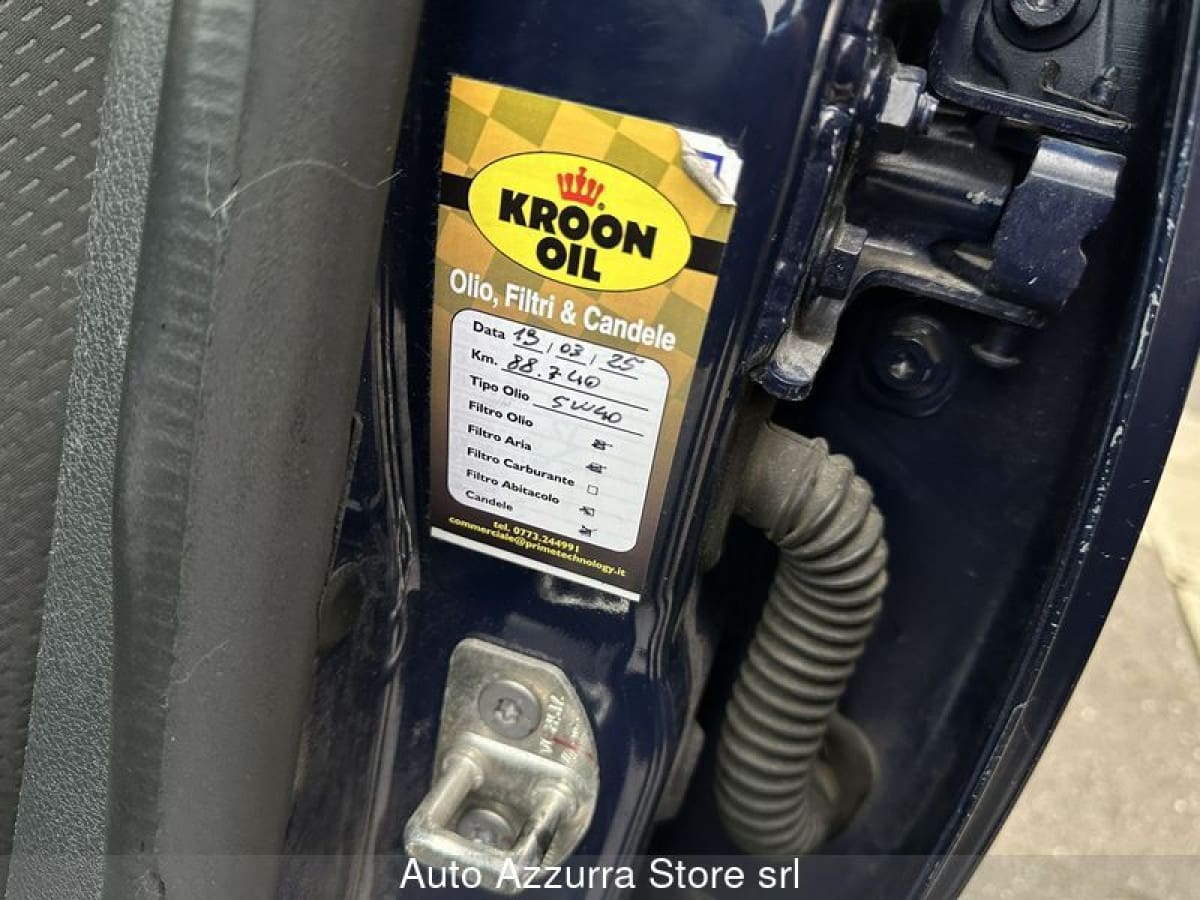 KROON
OIL
Olio, Filtri & Candele
Data 19/03/25
Km. 88.740
Tipo Olio 5W40
Filtro Olio
Filtro Aria
Filtro Carburante
Filtro Abitacolo
Candele
tel. 0773.244991
commerciale@primetechnology.it
Auto Azzurra Store srl